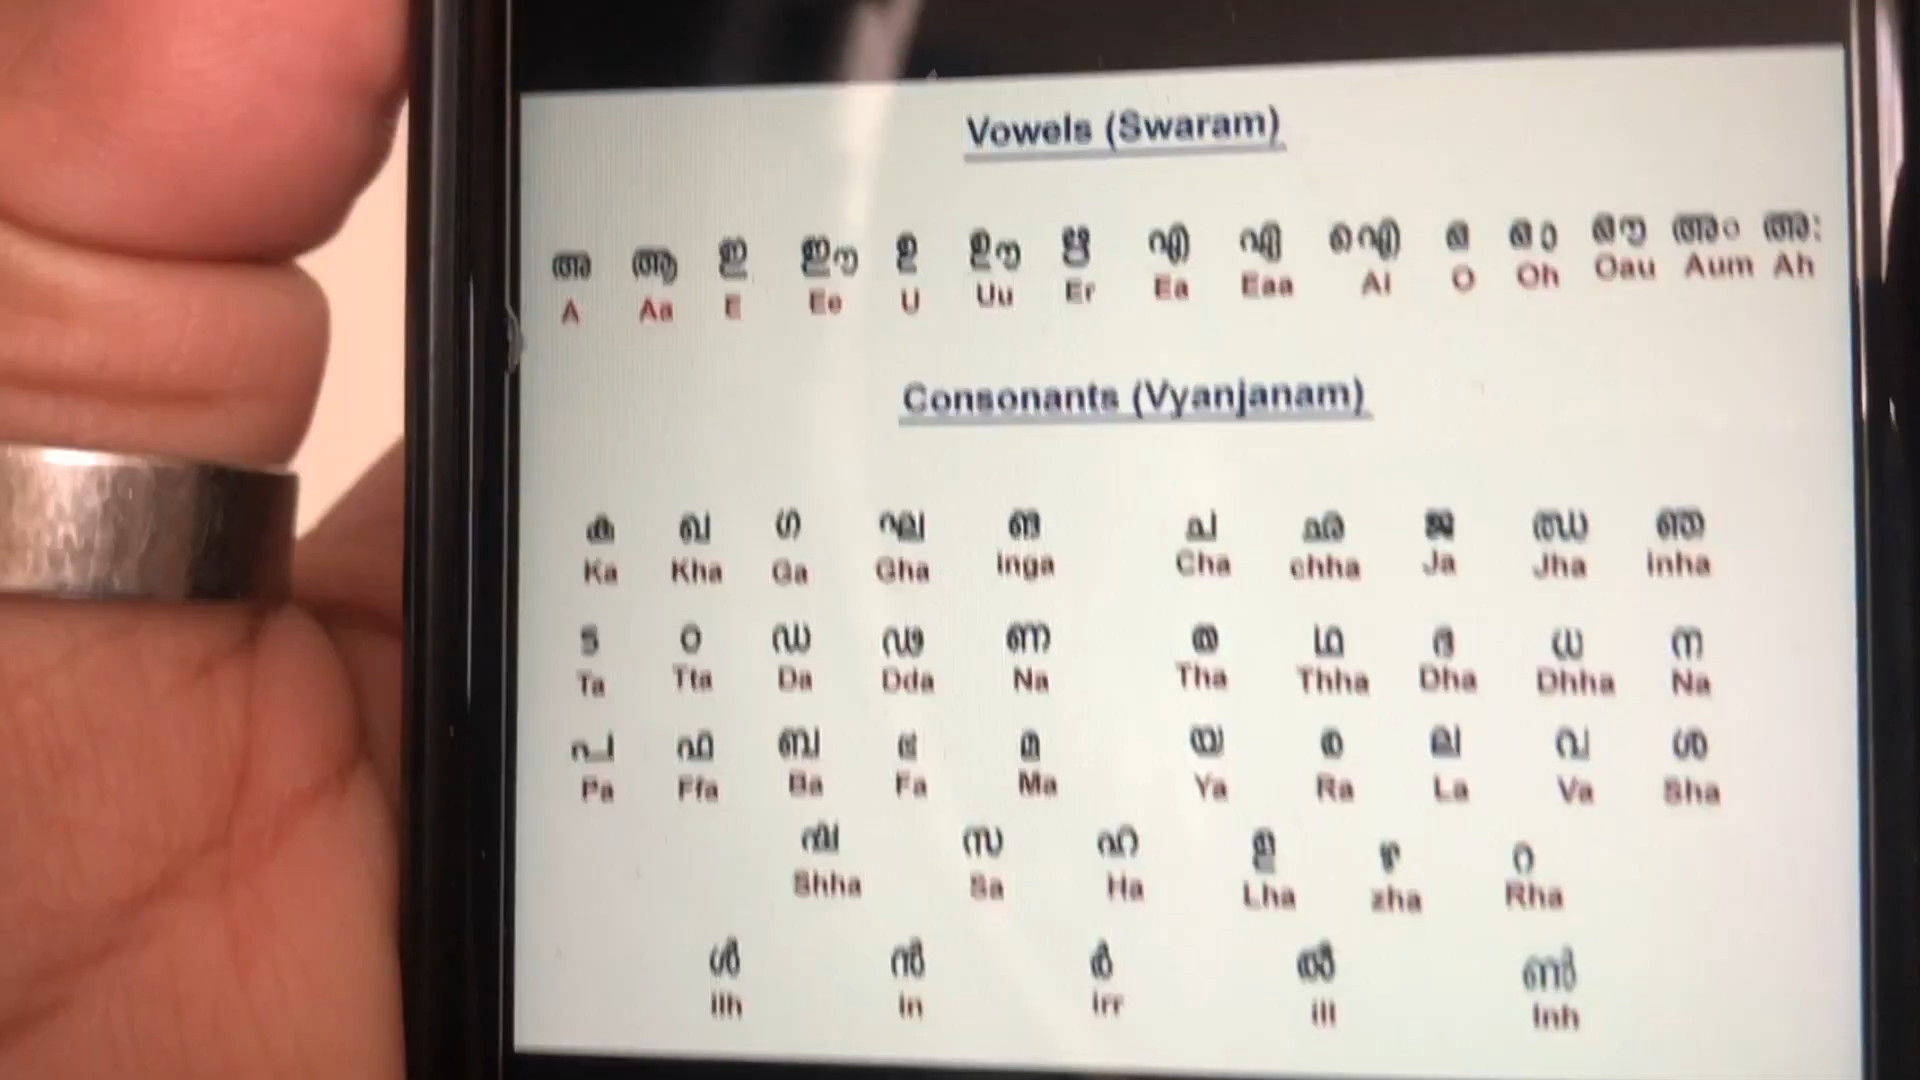 Vowels (Swaram)
അ ആ ഇ ഈ ഉ ഊ ഋ എ ഏ ഐ ഒ ഓ ഔ അം അഃ
A Aa E Ee U Uu Er Ea Eaa Ai O Oh Oau Aum Ah
Consonants (Vyanjanam)
ക ഖ ഗ ഘ ങ ച ഛ ജ ഝ ഞ
Ka Kha Ga Gha inga Cha chha Ja Jha inha
ട ഠ ഡ ഢ ണ ത ഥ ദ ധ ന
Ta Tta Da Dda Na Tha Thha Dha Dhha Na
പ ഫ ബ ഭ മ യ ര ല വ ശ
Pa Ffa Ba Fa Ma Ya Ra La Va Sha
ഷ സ ഹ ള ഴ റ
Shha Sa Ha Lha zha Rha
ൾ ൻ ർ ൽ ൺ
ilh in irr ill inh